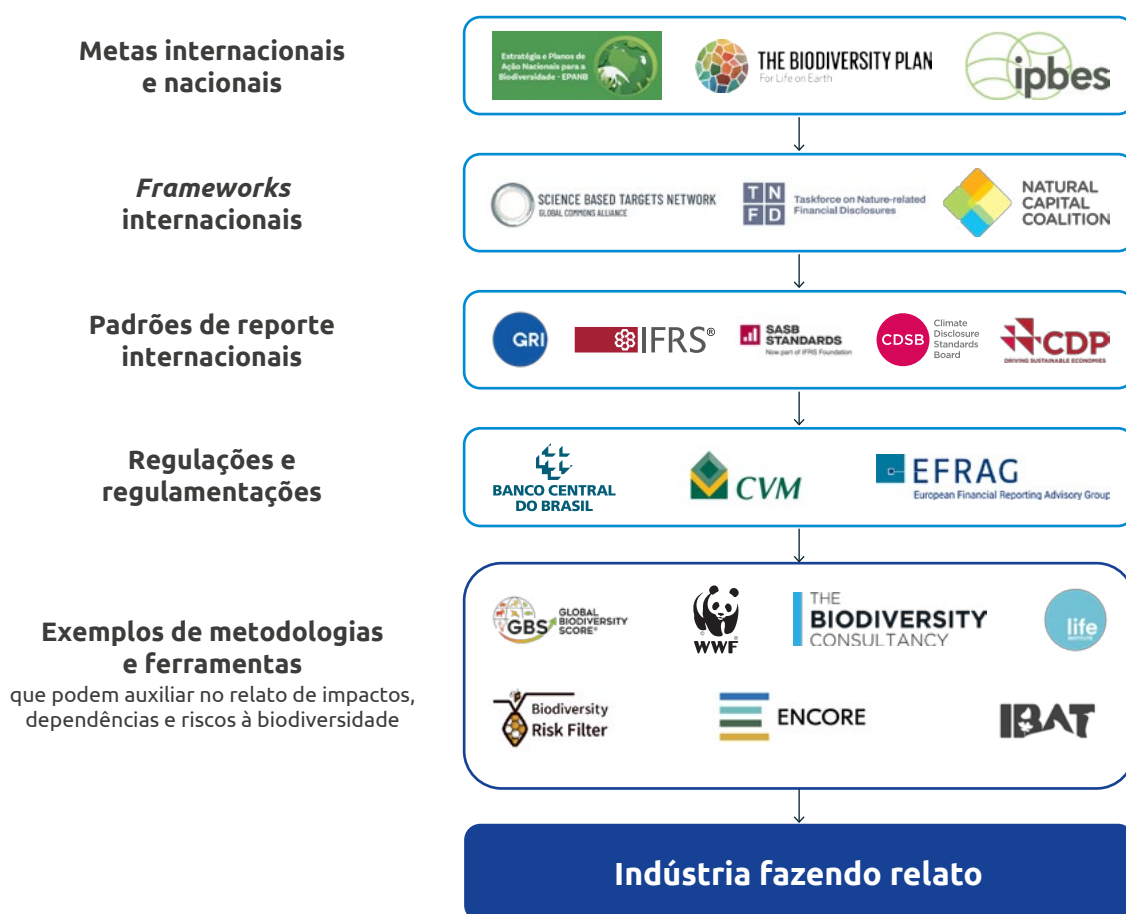 Metas internacionais
e nacionais
Estratégia e Planos de
Ação Nacionais para a
Biodiversidade - EPANB
THE BIODIVERSITY PLAN
For Life on Earth
ipbes
Frameworks
internacionais
SCIENCE BASED TARGETS NETWORK
GLOBAL COMMONS ALLIANCE
TN
FD
Taskforce on Nature-related
Financial Disclosures
NATURAL
CAPITAL
COALITION
Padrões de reporte
internacionais
GRI
IFRS®
SASB
STANDARDS
Now part of IFRS Foundation
CDSB
Climate
Disclosure
Standards
Board
CDP
DRIVING SUSTAINABLE ECONOMIES
Regulações e
regulamentações
BANCO CENTRAL
DO BRASIL
CVM
EFRAG
European Financial Reporting Advisory Group
Exemplos de metodologias
e ferramentas
que podem auxiliar no relato de impactos,
dependências e riscos à biodiversidade
GBS
GLOBAL
BIODIVERSITY
SCORE®
WWF
THE
BIODIVERSITY
CONSULTANCY
life
INSTITUTE
Biodiversity
Risk Filter
ENCORE
IBAT
Indústria fazendo relato